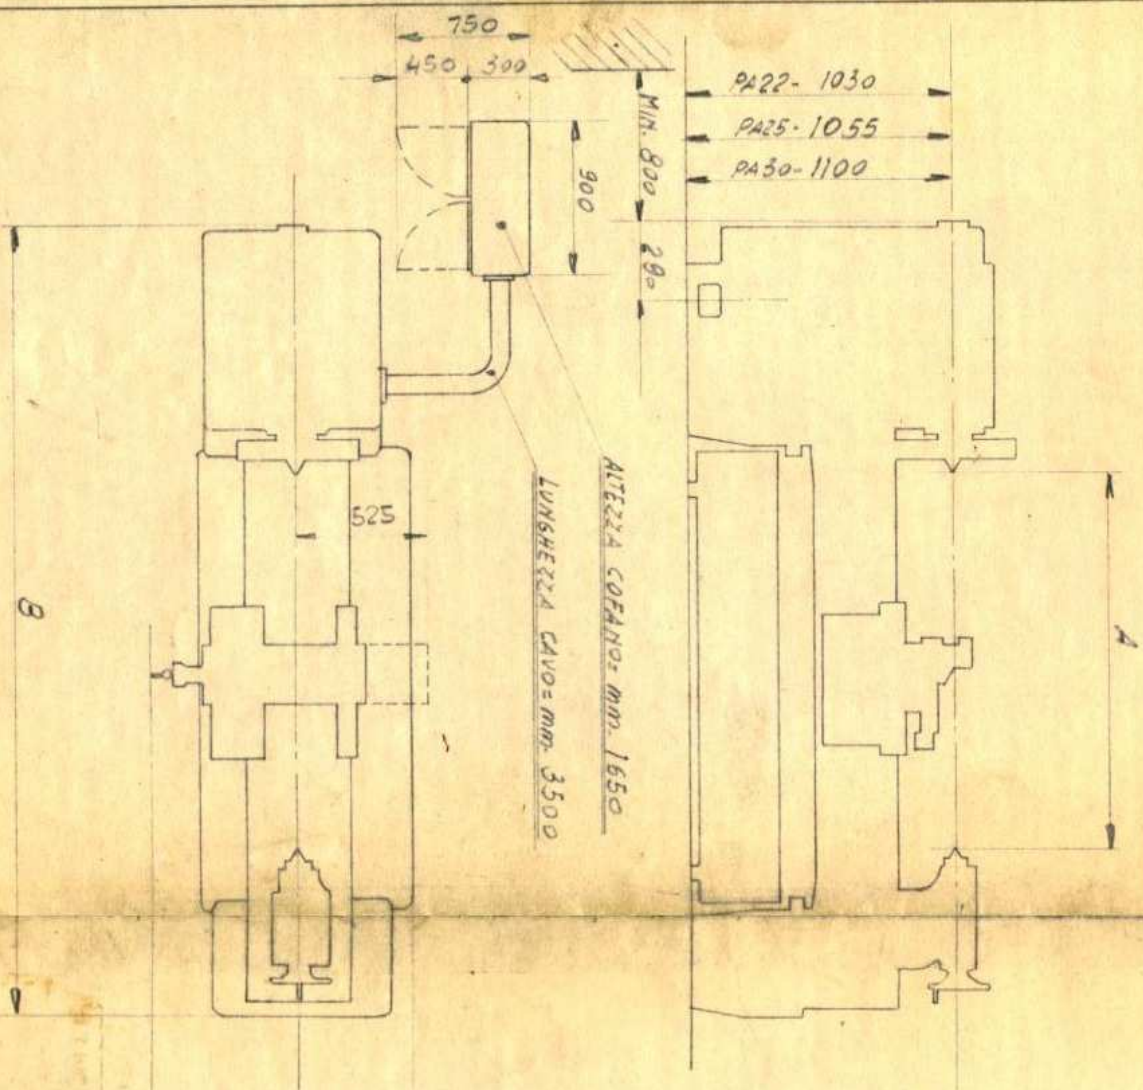 750
450
300
900
MIN. 800
290
PA22- 1030
PA25- 1055
PA30- 1100
525
ALTEZZA COFANO= mm. 1650
LUNGHEZZA CAVO= mm. 3500
A
B